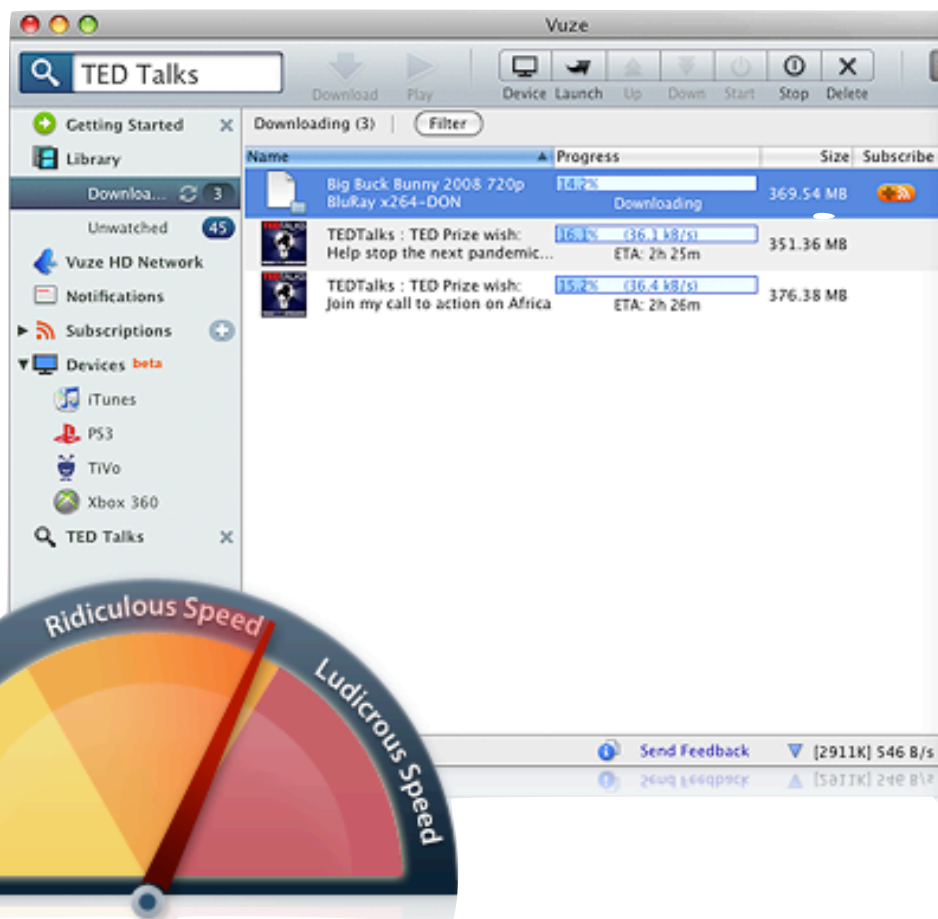 Vuze
TED Talks
Download Play Device Launch Up Down Start Stop Delete
Getting Started
Library
Downloa... 3
Unwatched 45
Vuze HD Network
Notifications
Subscriptions
Devices beta
iTunes
PS3
TiVo
Xbox 360
TED Talks
Downloading (3) | Filter
Name Progress Size Subscribe
Big Buck Bunny 2008 720p 14.2% 369.54 MB
BluRay x264-DON Downloading
TEDTalks : TED Prize wish: 16.1% (36.1 kB/s) 351.36 MB
Help stop the next pandemic... ETA: 2h 25m
TEDTalks : TED Prize wish: 15.2% (36.4 kB/s) 376.38 MB
Join my call to action on Africa ETA: 2h 26m
Ridiculous Speed
Ludicrous Speed
Send Feedback [2911K] 546 B/s